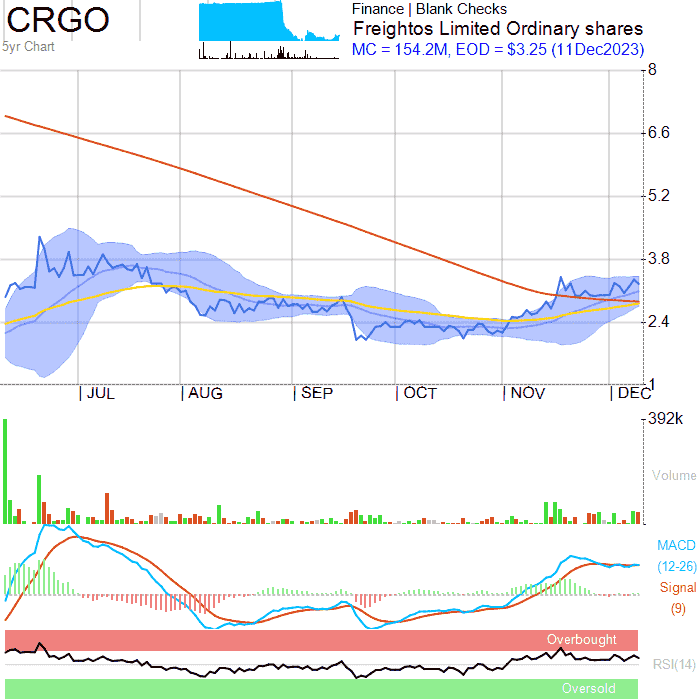 CRGO
5yr Chart
Finance | Blank Checks
Freightos Limited Ordinary shares
MC = 154.2M, EOD = $3.25 (11Dec2023)
8
6.6
5.2
3.8
2.4
1
JUL AUG SEP OCT NOV DEC
392k
Volume
MACD
(12-26)
Signal
(9)
Overbought
RSI(14)
Oversold